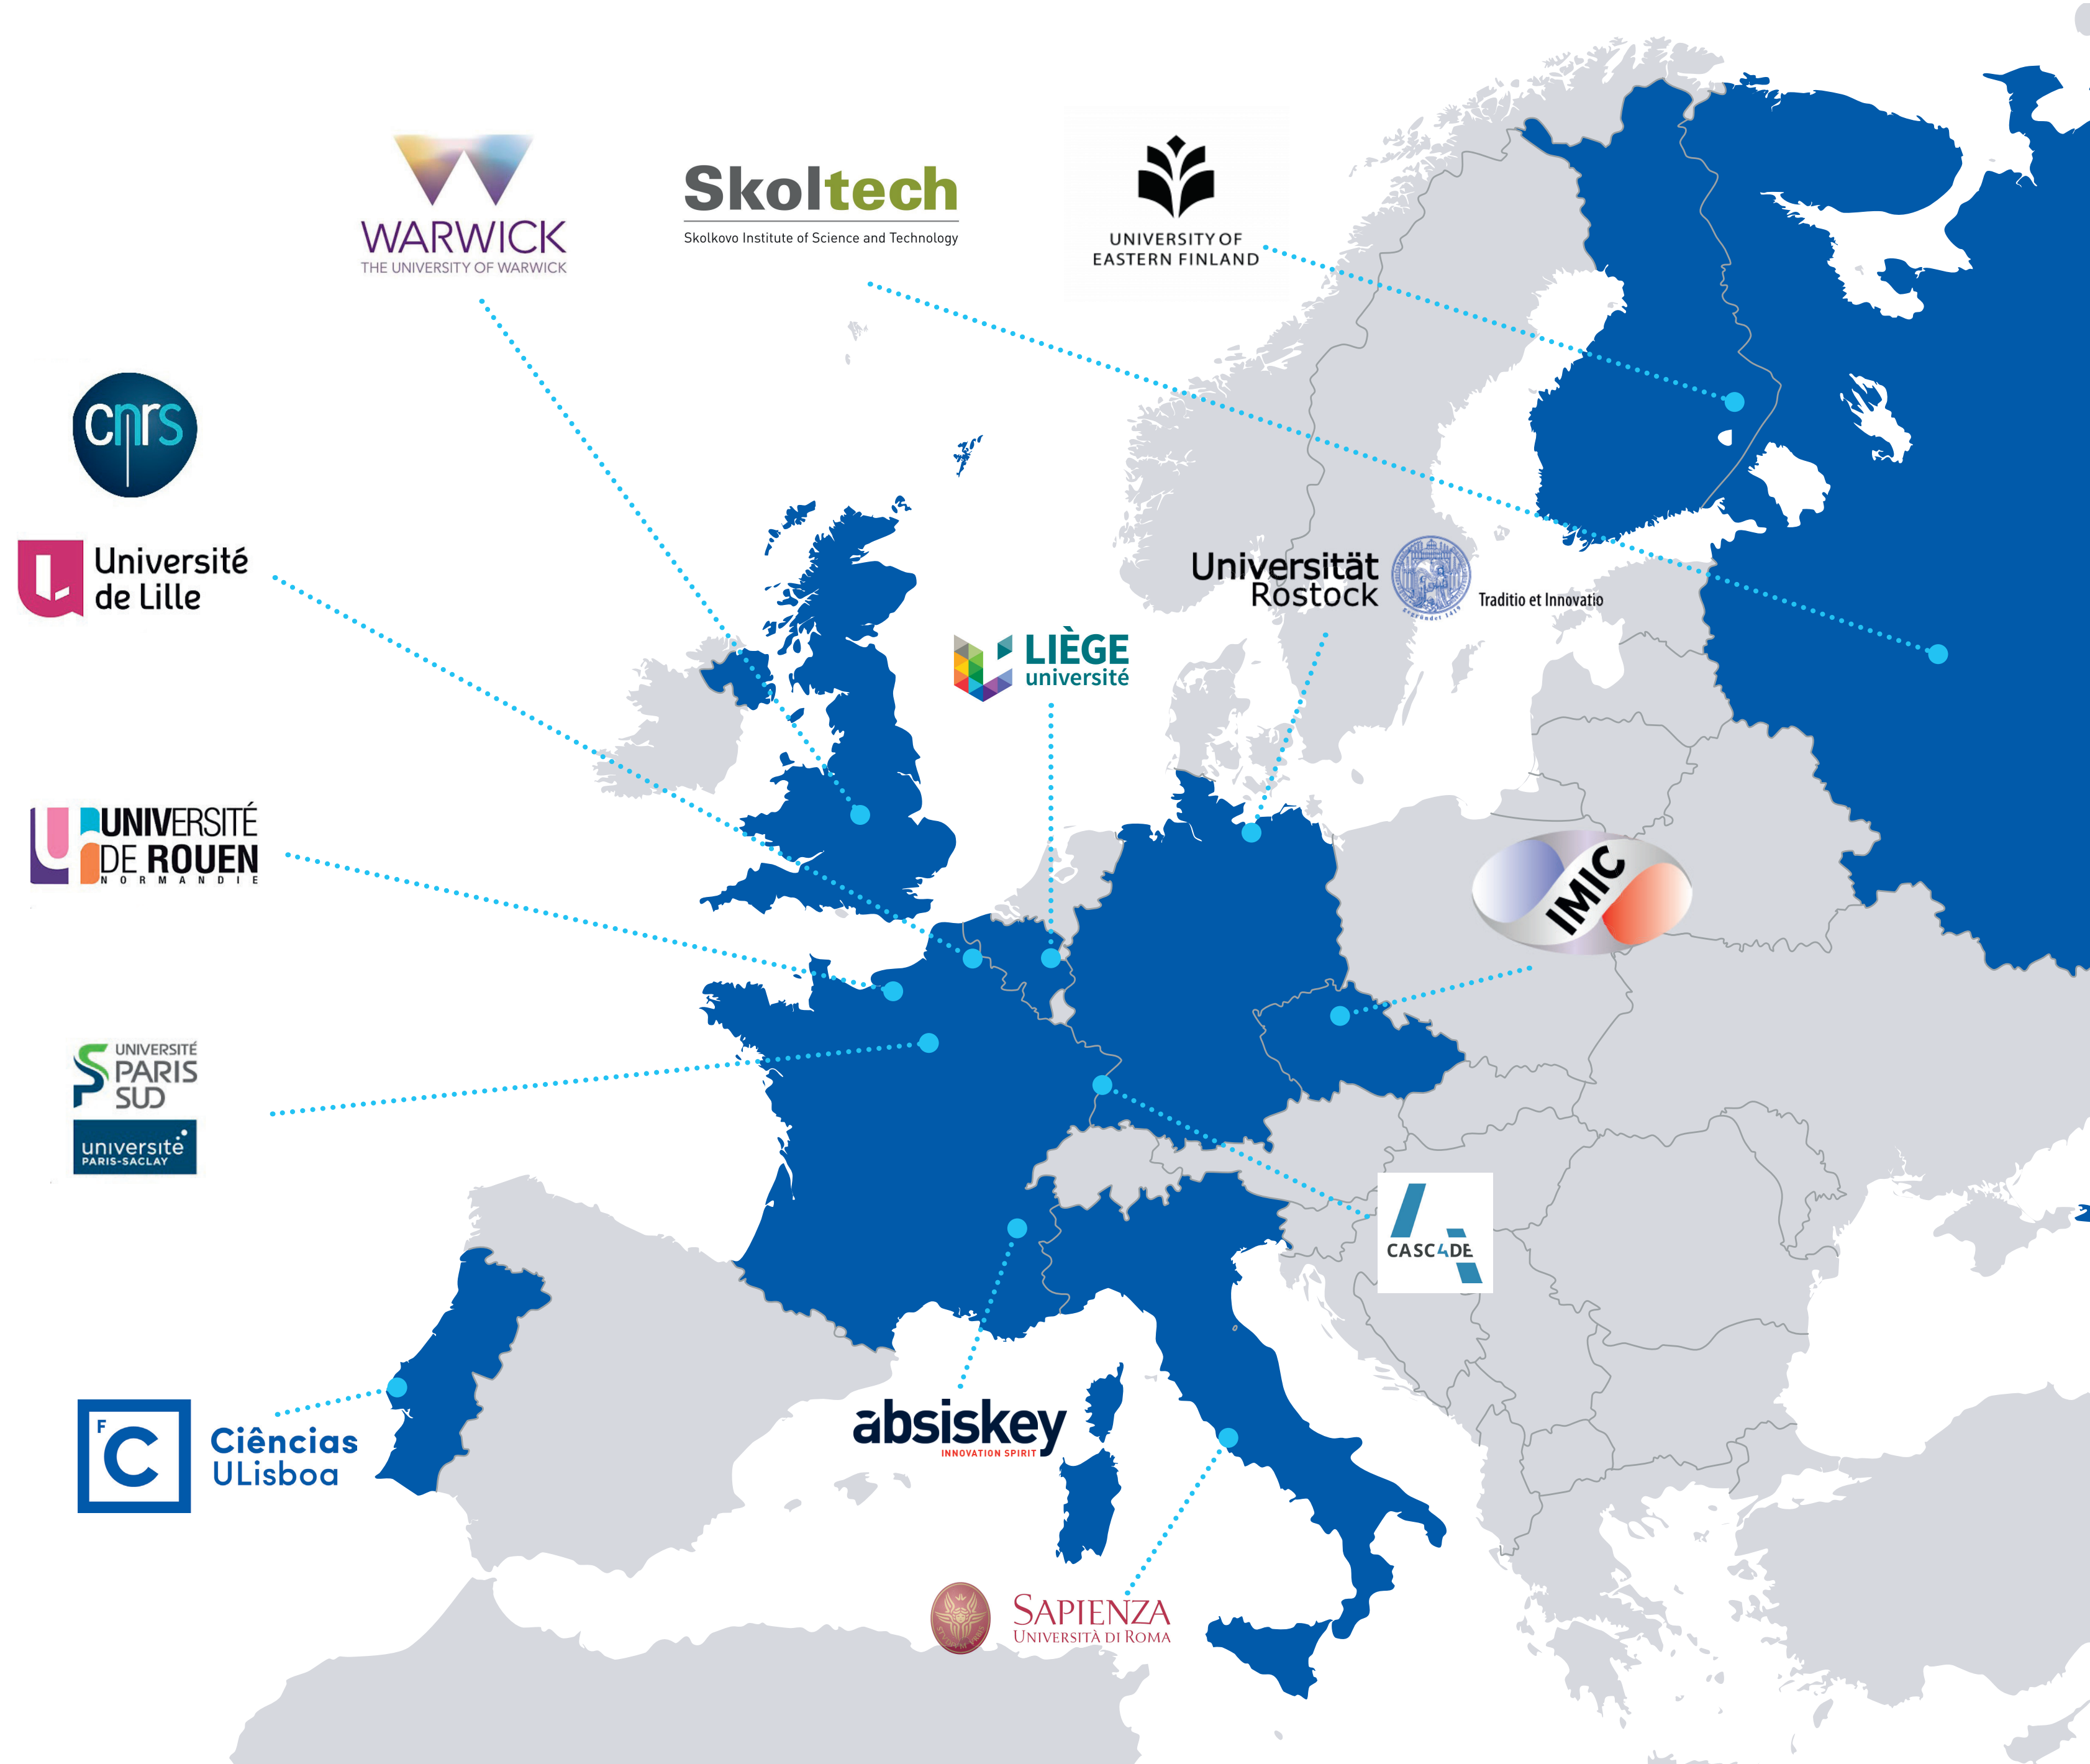 WARWICK
THE UNIVERSITY OF WARWICK
Skoltech
Skolkovo Institute of Science and Technology
UNIVERSITY OF
EASTERN FINLAND
cnrs
Université
de Lille
Universität
Rostock
Traditio et Innovatio
LIÈGE
université
UNIVERSITÉ
DE ROUEN
NORMANDIE
IMIC
UNIVERSITÉ
PARIS
SUD
université
PARIS-SACLAY
CASC4DE
F
C
Ciências
ULisboa
absiskey
INNOVATION SPIRIT
SAPIENZA
UNIVERSITÀ DI ROMA